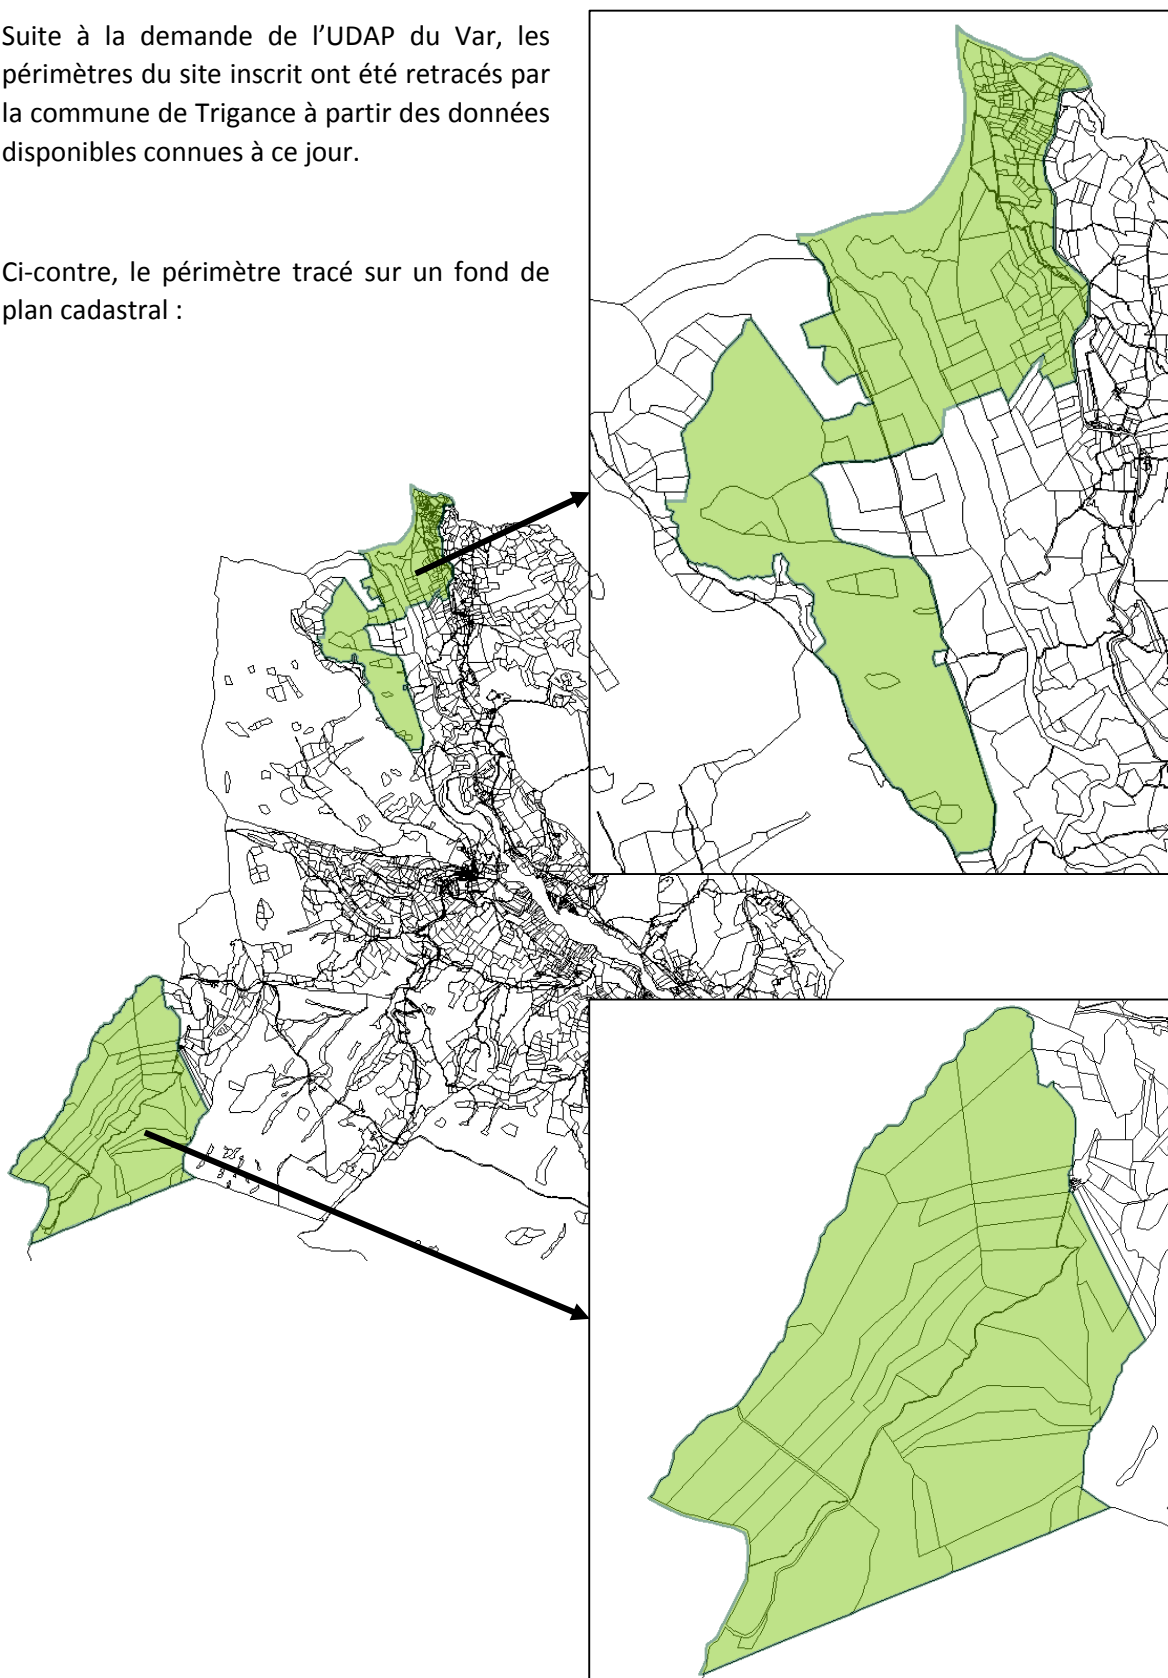 Suite à la demande de l’UDAP du Var, les
périmètres du site inscrit ont été retracés par
la commune de Trigance à partir des données
disponibles connues à ce jour.
Ci-contre, le périmètre tracé sur un fond de
plan cadastral :